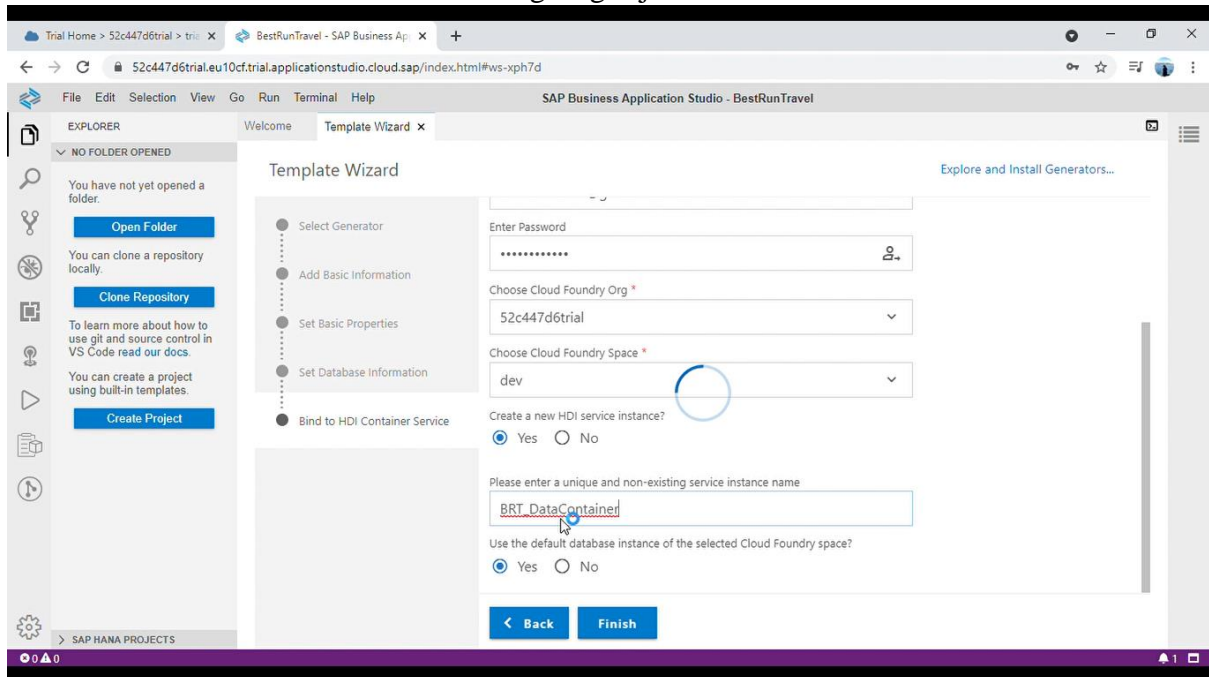 Trial Home > 52c447d6trial > tria
BestRunTravel - SAP Business Ap
52c447d6trial.eu10cf.trial.applicationstudio.cloud.sap/index.html#ws-xph7d
File Edit Selection View Go Run Terminal Help
SAP Business Application Studio - BestRunTravel
EXPLORER
Welcome
Template Wizard
NO FOLDER OPENED
You have not yet opened a
folder.
Open Folder
You can clone a repository
locally.
Clone Repository
To learn more about how to
use git and source control in
VS Code read our docs.
You can create a project
using built-in templates.
Create Project
SAP HANA PROJECTS
Template Wizard
Explore and Install Generators...
Select Generator
Add Basic Information
Set Basic Properties
Set Database Information
Bind to HDI Container Service
Enter Password
••••••••••••
Choose Cloud Foundry Org *
52c447d6trial
Choose Cloud Foundry Space *
dev
Create a new HDI service instance?
Yes No
Please enter a unique and non-existing service instance name
BRT_DataContainer
Use the default database instance of the selected Cloud Foundry space?
Yes No
< Back
Finish
0 0
1